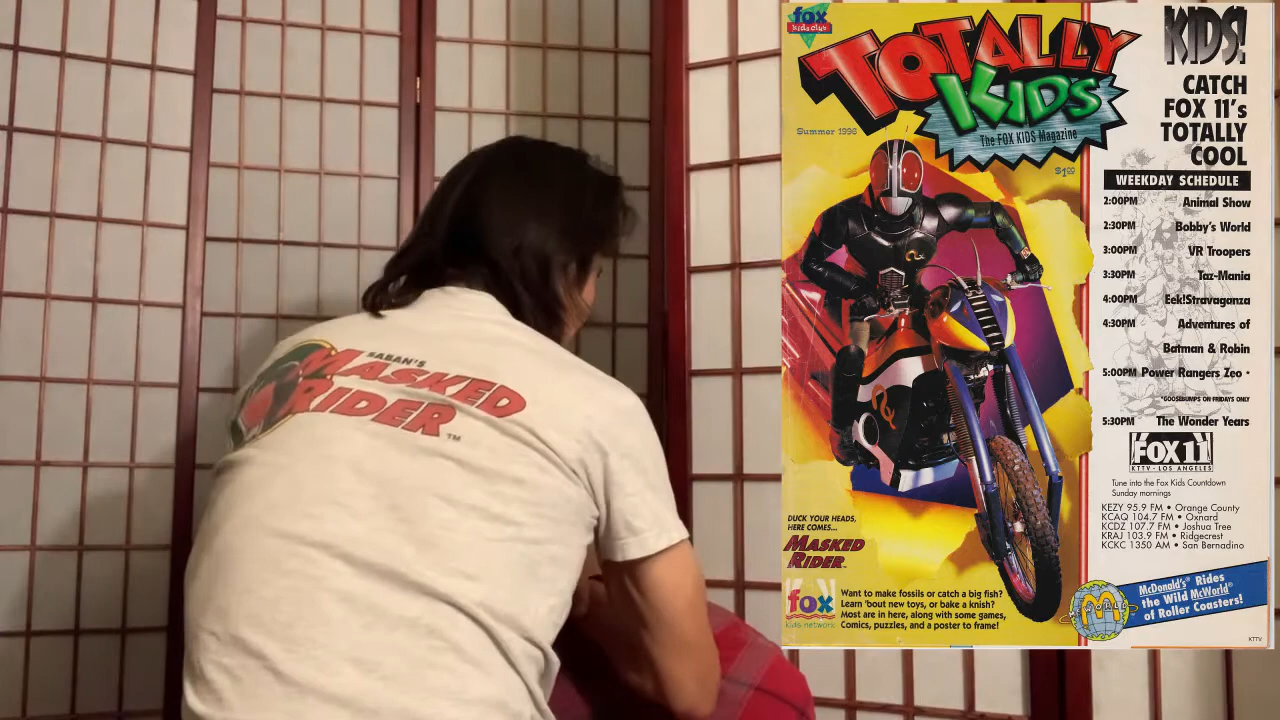 SABAN'S
MASKED
RIDER
TM
fox
kids club
TOTALLY
KIDS
The FOX KIDS Magazine
Summer 1996
$1.00
DUCK YOUR HEADS,
HERE COMES...
MASKED
RIDER
fox
kids network
Want to make fossils or catch a big fish?
Learn 'bout new toys, or bake a knish?
Most are in here, along with some games,
Comics, puzzles, and a poster to frame!
KIDS!
CATCH
FOX 11's
TOTALLY
COOL
WEEKDAY SCHEDULE
2:00PM Animal Show
2:30PM Bobby's World
3:00PM VR Troopers
3:30PM Taz-Mania
4:00PM Eek!Stravaganza
4:30PM Adventures of
Batman & Robin
5:00PM Power Rangers Zeo *
*GOOSEBUMPS ON FRIDAYS ONLY
5:30PM The Wonder Years
FOX 11
KTTV - LOS ANGELES
Tune into the Fox Kids Countdown
Sunday mornings
KEZY 95.9 FM • Orange County
KCAQ 104.7 FM • Oxnard
KCDZ 107.7 FM • Joshua Tree
KRAJ 103.9 FM • Ridgecrest
KCKC 1350 AM • San Bernadino
McWORLD
McDonald's® Rides
the Wild McWorld®
of Roller Coasters!
KTTV